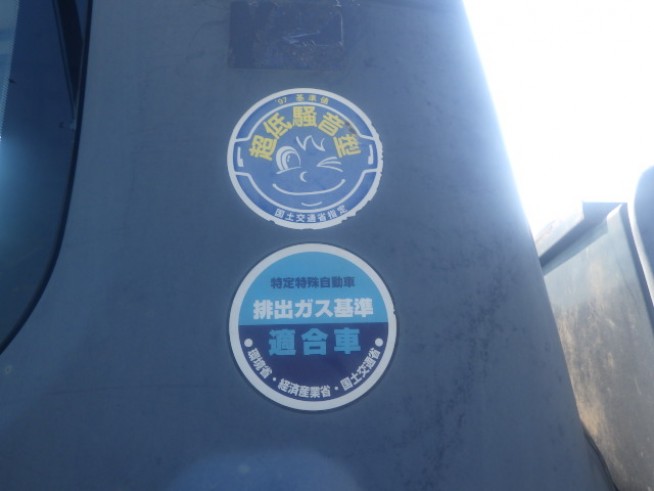 '97 基準値
超低騒音型
国土交通省指定
特定特殊自動車
排出ガス基準
適合車
●環境省・経済産業省・国土交通省●